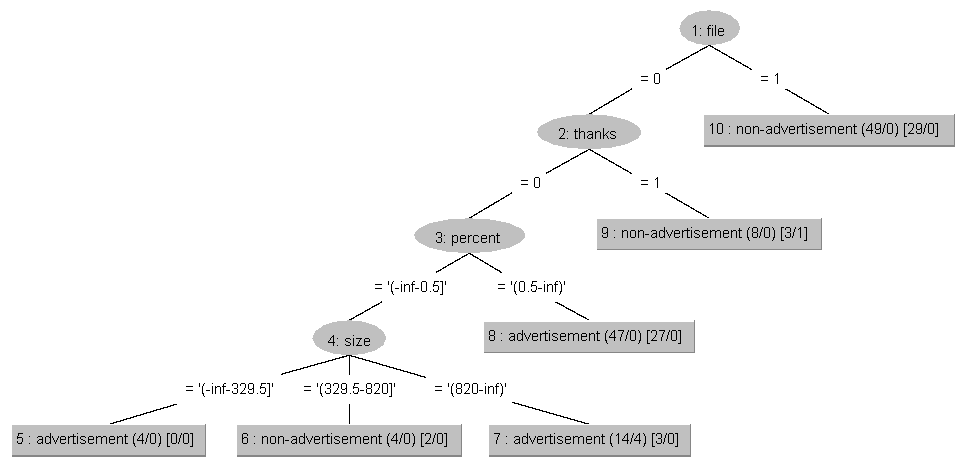 1: file
= 0
= 1
2: thanks
10 : non-advertisement (49/0) [29/0]
= 0
= 1
3: percent
9 : non-advertisement (8/0) [3/1]
= '(-inf-0.5]'
= '(0.5-inf)'
4: size
8 : advertisement (47/0) [27/0]
= '(-inf-329.5]'
= '(329.5-820]'
= '(820-inf)'
5 : advertisement (4/0) [0/0]
6 : non-advertisement (4/0) [2/0]
7 : advertisement (14/4) [3/0]